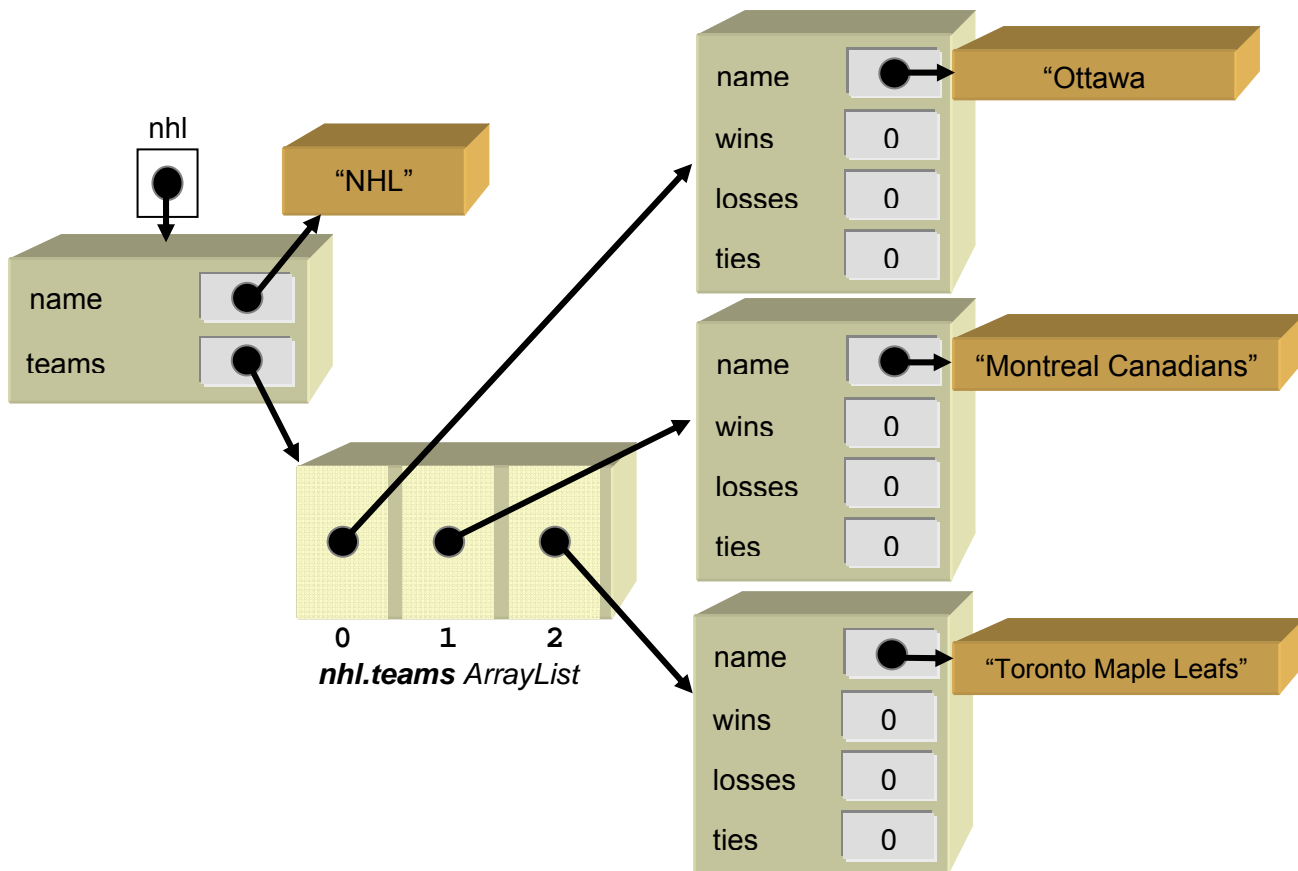 nhl
“NHL”
name
teams
0 1 2
nhl.teams ArrayList
name
“Ottawa
wins 0
losses 0
ties 0
name
“Montreal Canadians”
wins 0
losses 0
ties 0
name
“Toronto Maple Leafs”
wins 0
losses 0
ties 0